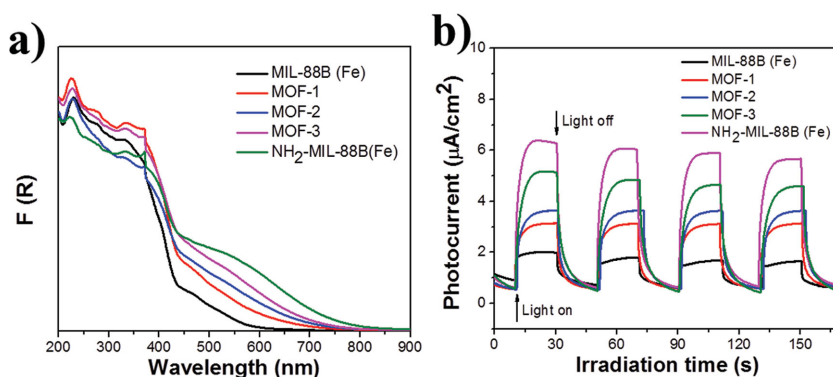 a)
F (R)
MIL-88B (Fe)
MOF-1
MOF-2
MOF-3
NH₂-MIL-88B(Fe)
200 300 400 500 600 700 800 900
Wavelength (nm)
b)
Photocurrent (μA/cm²)
10
8
6
4
2
0
MIL-88B (Fe)
MOF-1
MOF-2
MOF-3
NH₂-MIL-88B (Fe)
Light off
Light on
0 30 60 90 120 150
Irradiation time (s)